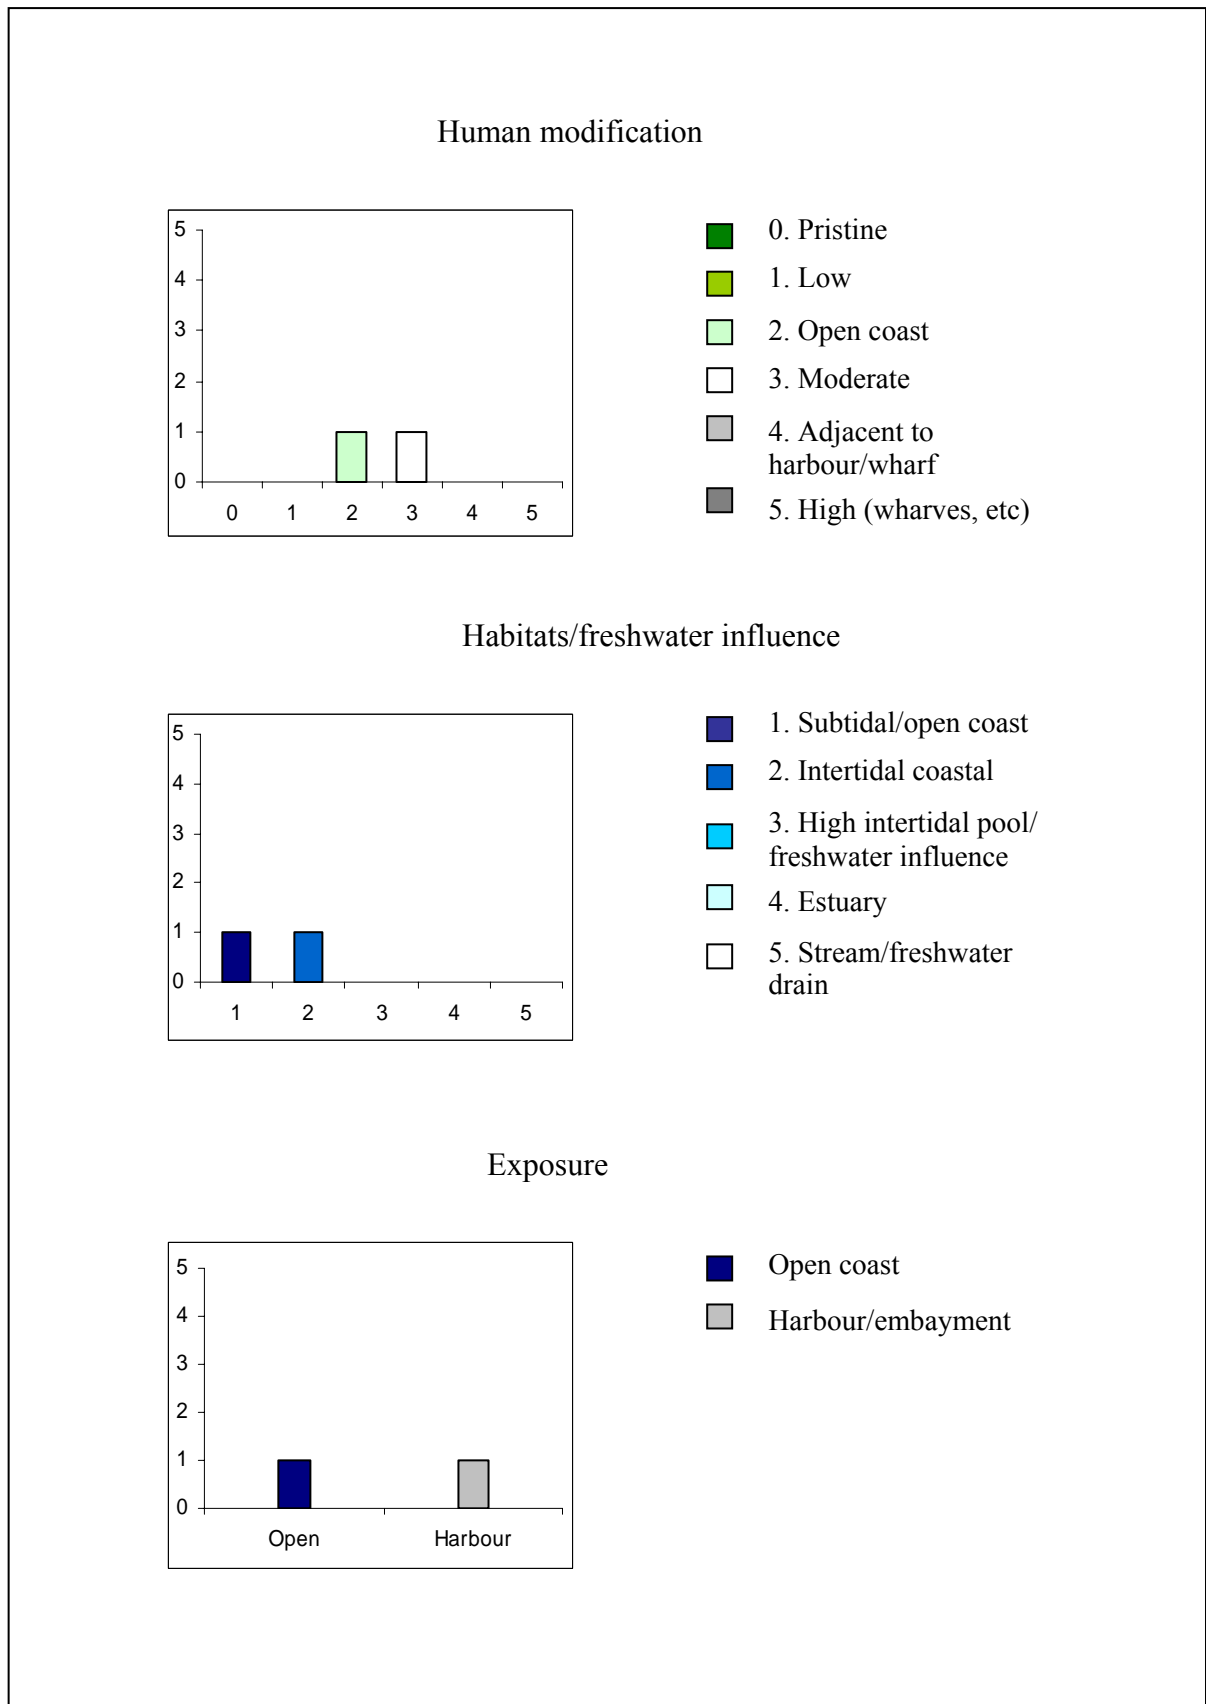 Human modification
5
4
3
2
1
0
0 1 2 3 4 5
0. Pristine
1. Low
2. Open coast
3. Moderate
4. Adjacent to
harbour/wharf
5. High (wharves, etc)
Habitats/freshwater influence
5
4
3
2
1
0
1 2 3 4 5
1. Subtidal/open coast
2. Intertidal coastal
3. High intertidal pool/
freshwater influence
4. Estuary
5. Stream/freshwater
drain
Exposure
5
4
3
2
1
0
Open Harbour
Open coast
Harbour/embayment